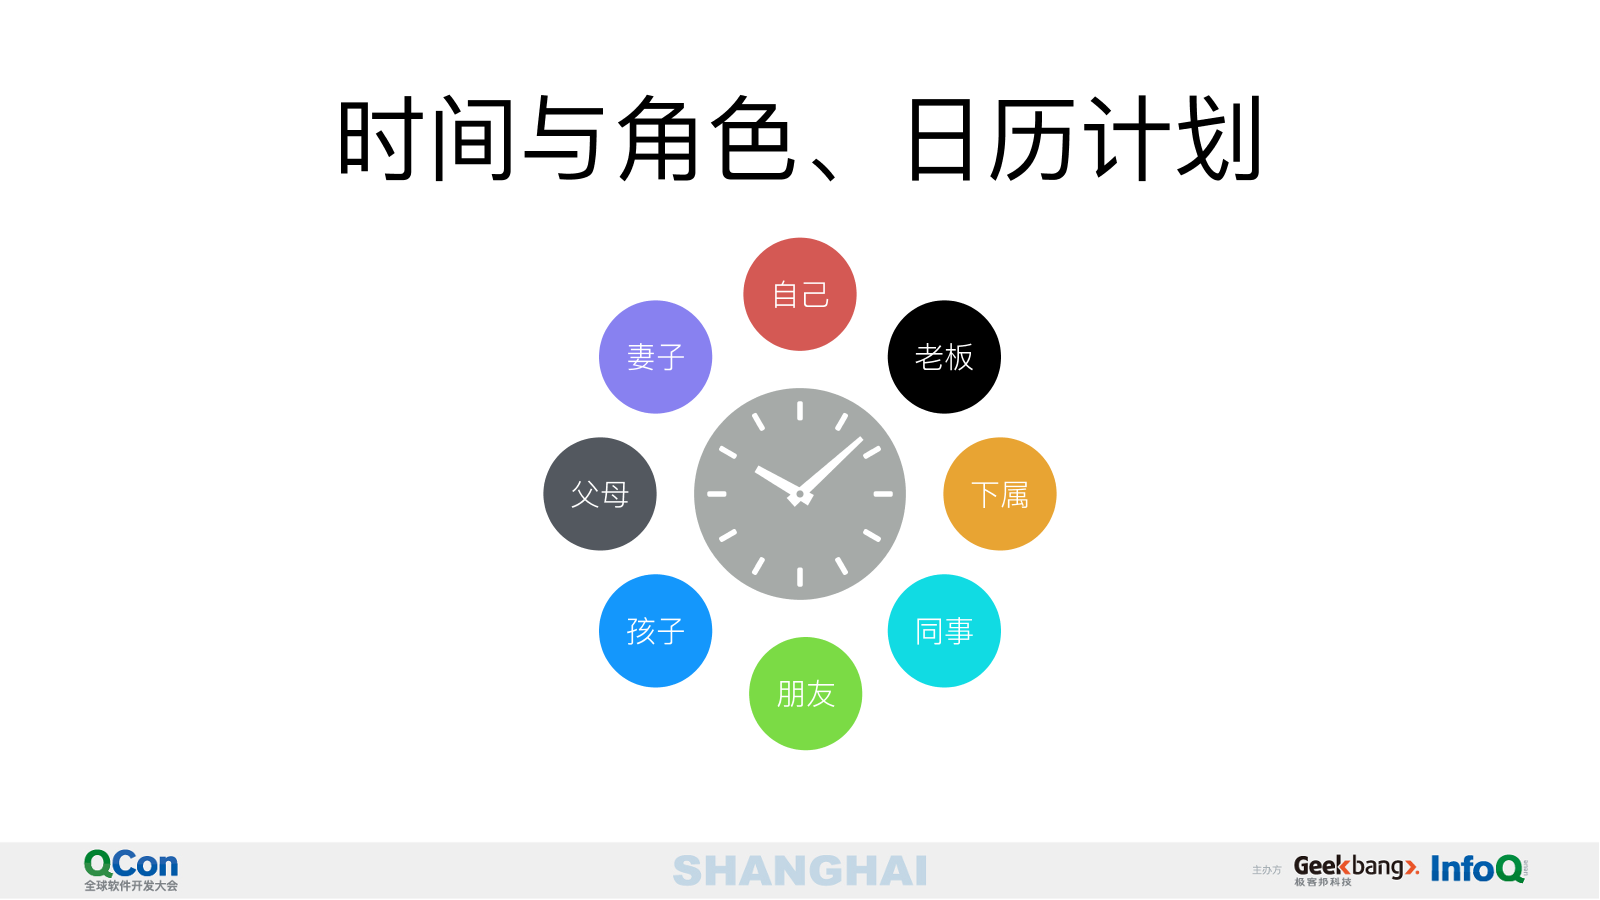 时间与角色、日历计划
自己
妻子
老板
父母
下属
孩子
同事
朋友
QCon
全球软件开发大会
SHANGHAI
主办方
Geekbang
极客邦科技
InfoQ